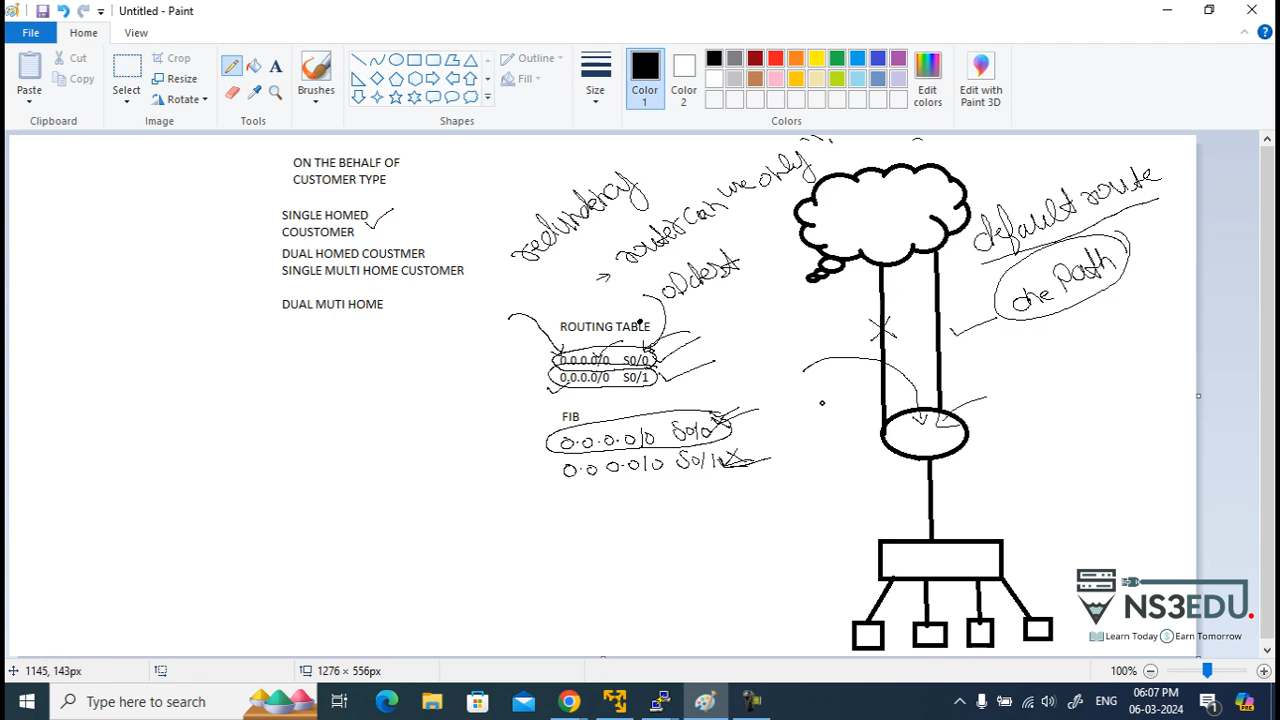 Untitled - Paint
File
Home
View
Paste
Cut
Copy
Clipboard
Select
Crop
Resize
Rotate
Image
Tools
Brushes
Outline
Fill
Shapes
Size
Color 1
Color 2
Edit colors
Edit with Paint 3D
Colors
ON THE BEHALF OF
CUSTOMER TYPE
SINGLE HOMED
COUSTOMER
DUAL HOMED COUSTMER
SINGLE MULTI HOME CUSTOMER
DUAL MUTI HOME
redundancy
router can use only
oldest
default route
one Path
ROUTING TABLE
0.0.0.0/0 S0/0
0.0.0.0/0 S0/1
FIB
0.0.0.0/0 S0/0
0.0.0.0/0 S0/1
NS3EDU.
Learn Today Earn Tomorrow
1145, 143px
1276 × 556px
100%
Type here to search
ENG
06:07 PM
06-03-2024